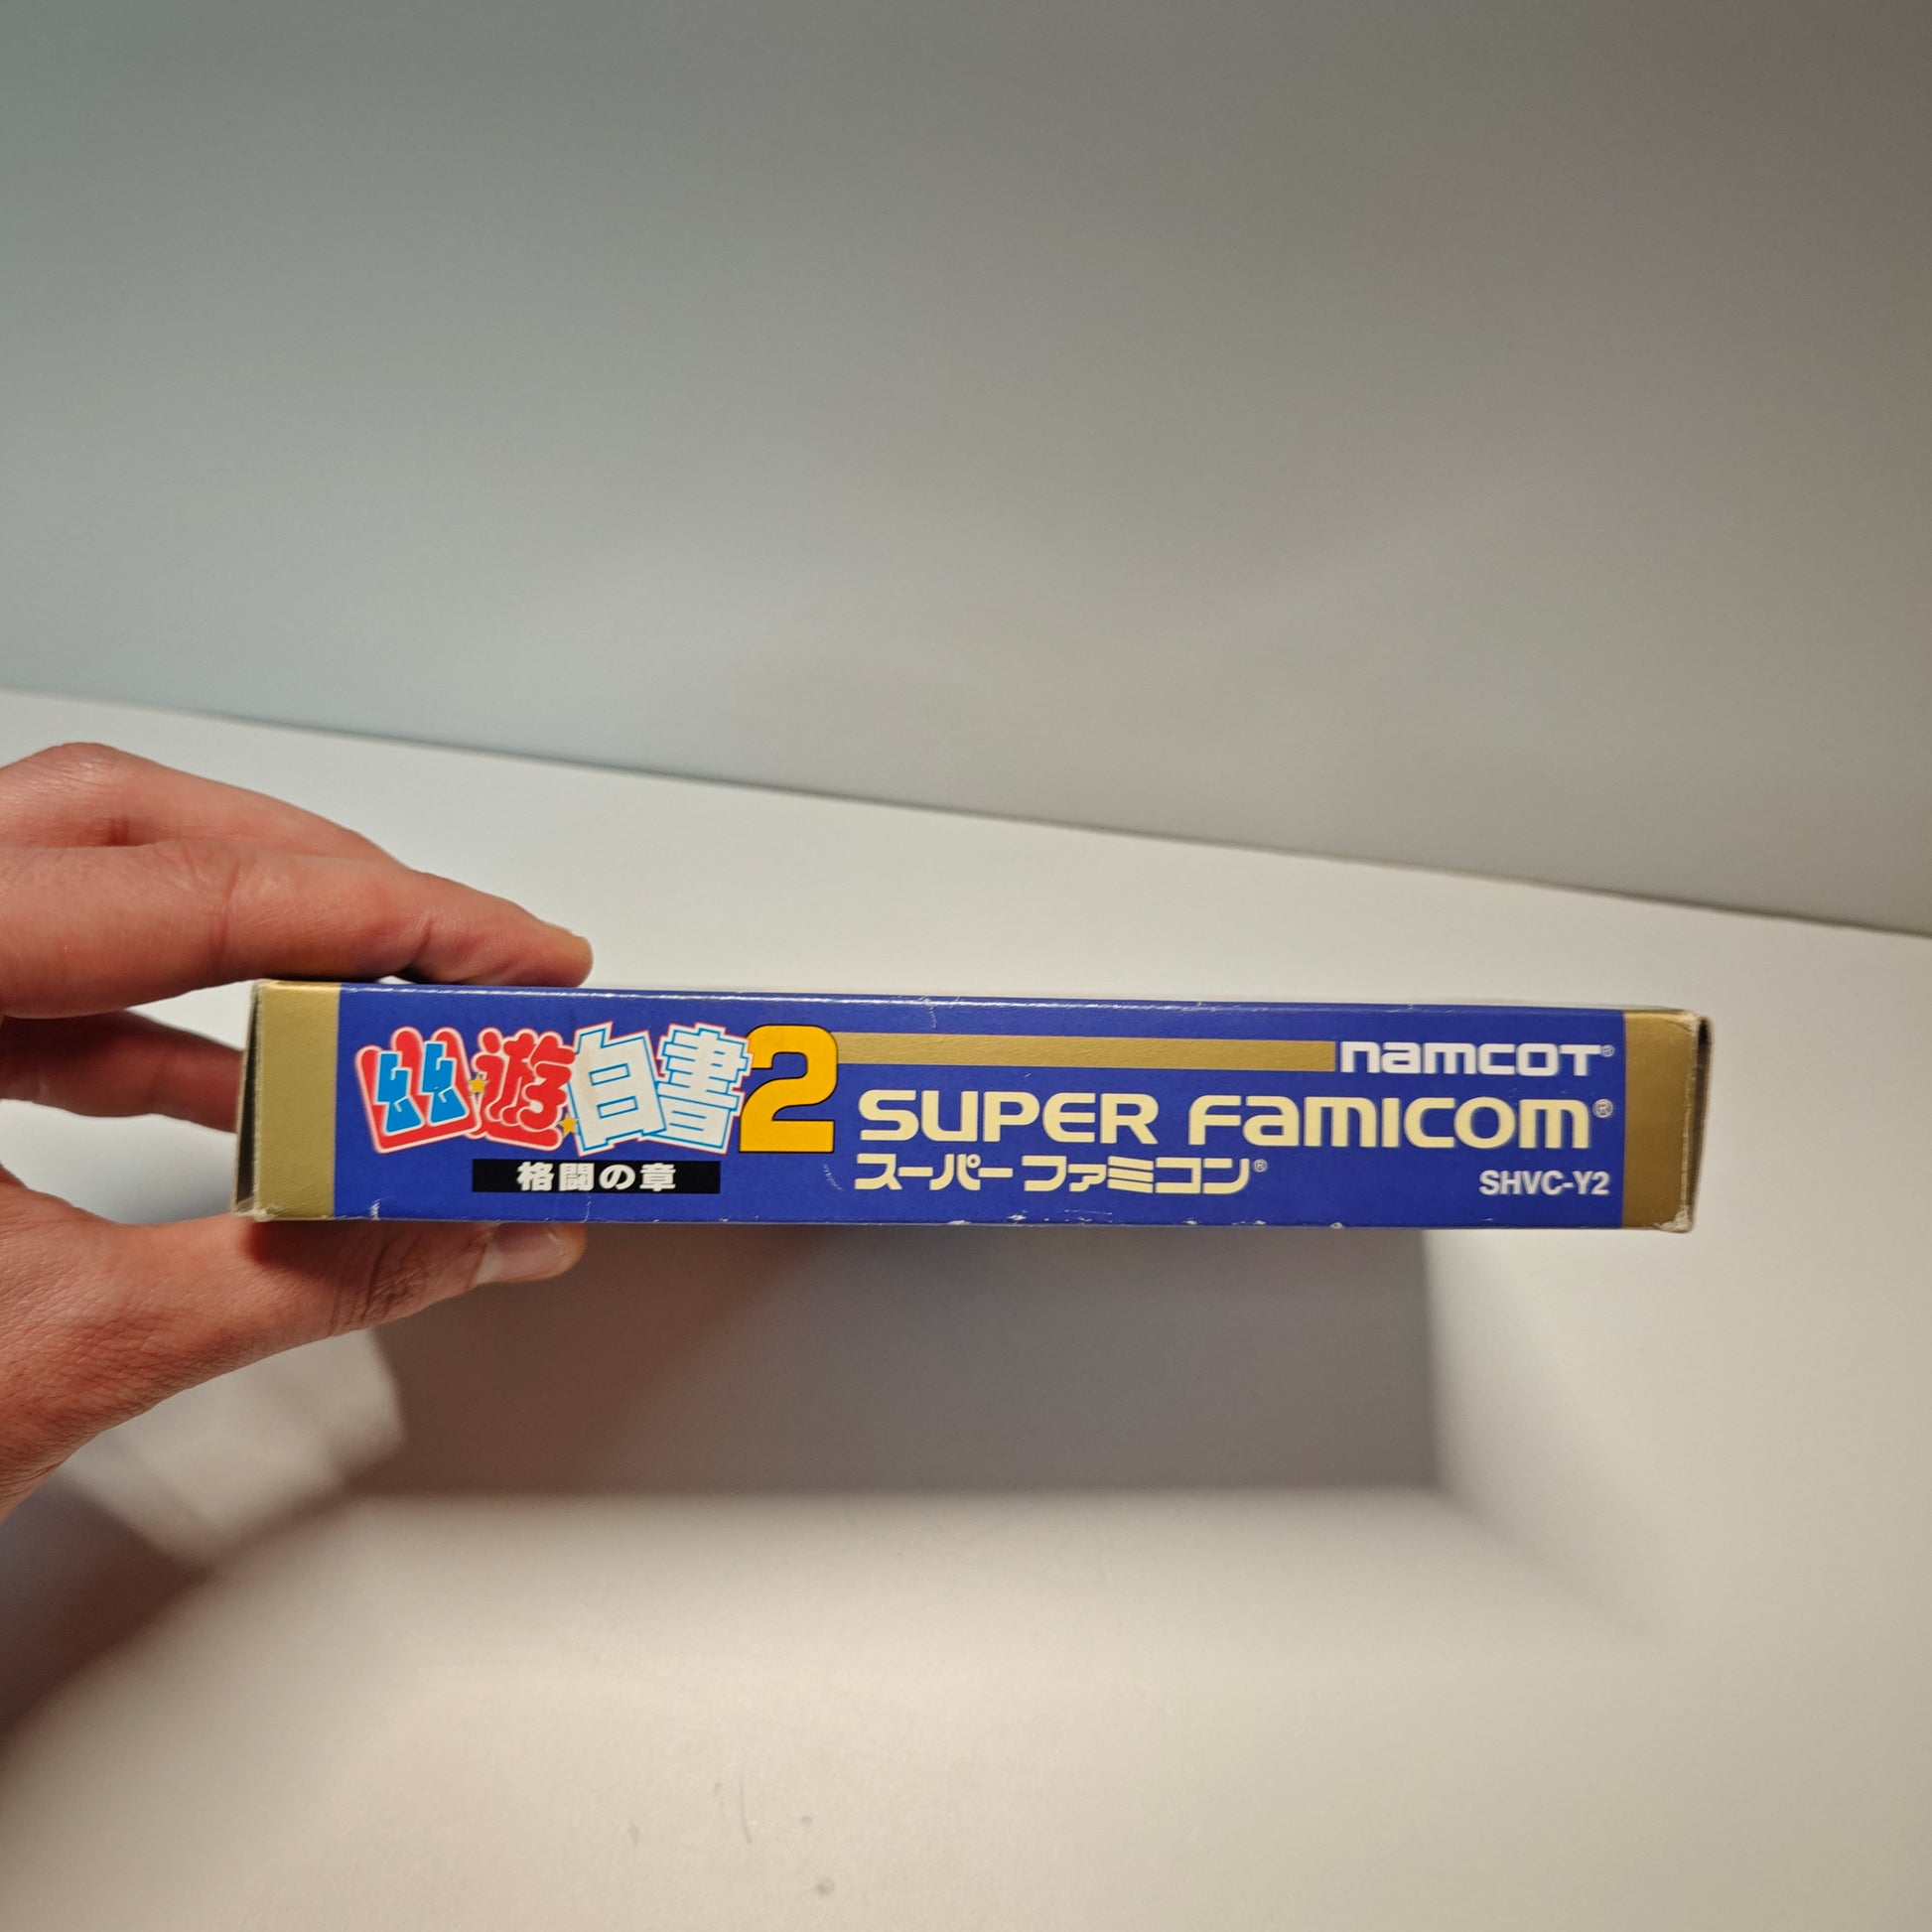 幽☆遊☆白書2
格闘の章
namcot®
SUPER Famicom®
スーパーファミコン®
SHVC-Y2